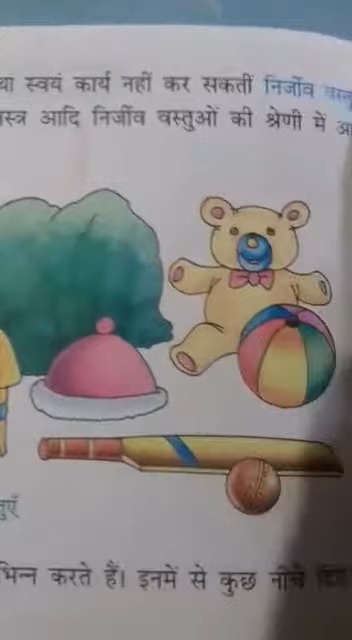 था स्वयं कार्य नहीं कर सकतीं निर्जीव
आदि निर्जीव वस्तुओं की श्रेणी में
भिन्न करते हैं। इनमें से कुछ नीचे